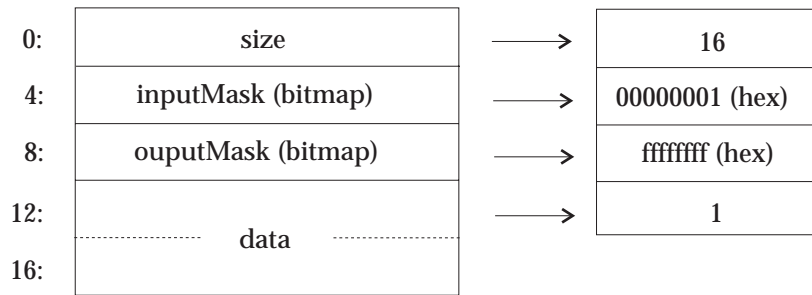 0: size 16
4: inputMask (bitmap) 00000001 (hex)
8: ouputMask (bitmap) ffffffff (hex)
12: 1
data
16: